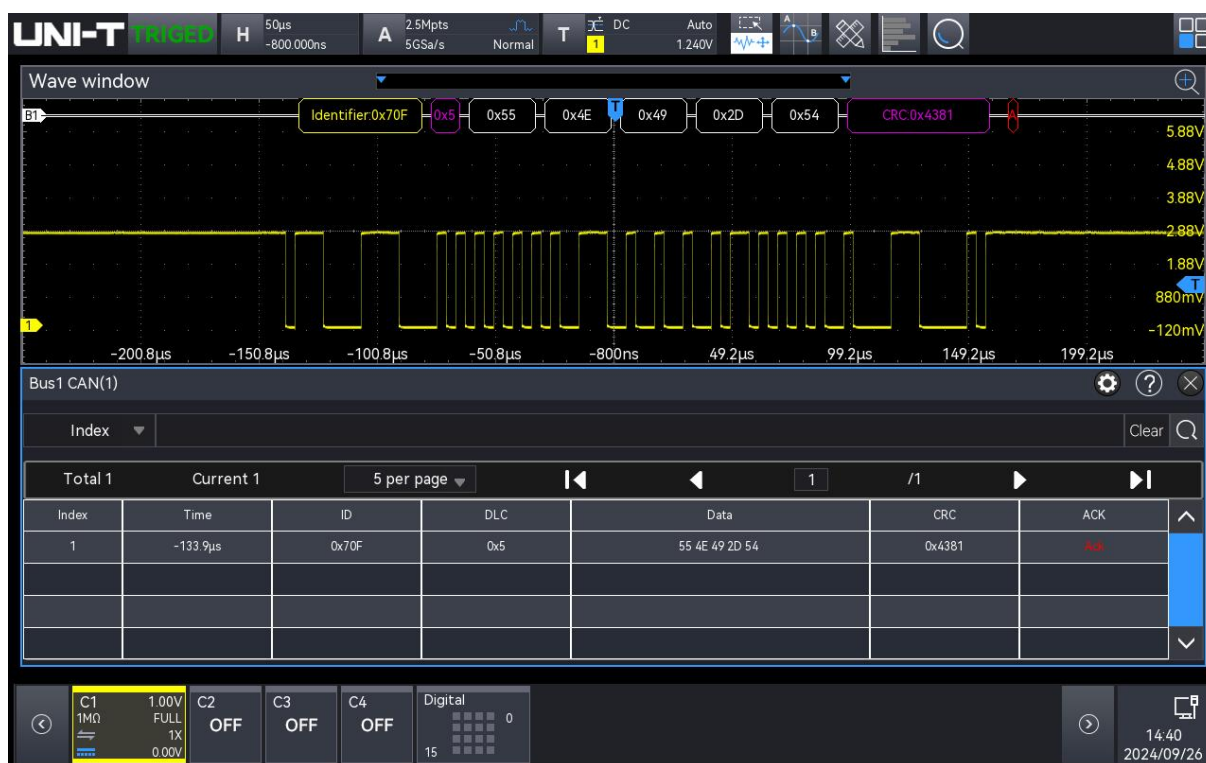 UNI-T TRIGED H 50µs -800.000ns A 2.5Mpts 5GSa/s Normal T DC 1 Auto 1.240V A B
Wave window
B1 Identifier:0x70F 0x5 0x55 0x4E T 0x49 0x2D 0x54 CRC:0x4381 A
5.88V
4.88V
3.88V
2.88V
1.88V
T
880mV
1
-120mV
-200.8µs -150.8µs -100.8µs -50.8µs -800ns 49.2µs 99.2µs 149.2µs 199.2µs
Bus1 CAN(1)
Index Clear
Total 1 Current 1 5 per page 1 /1
Index Time ID DLC Data CRC ACK
1 -133.9µs 0x70F 0x5 55 4E 49 2D 54 0x4381 Ack
C1 1.00V C2 C3 C4 Digital
1MΩ FULL OFF OFF OFF 0
1X
0.00V 15
14:40
2024/09/26